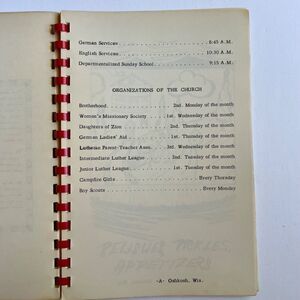 German Services 8:45 A.M.
English Services 10:30 A.M.
Departmentalized Sunday School 9:15 A.M.
ORGANIZATIONS OF THE CHURCH
Brotherhood 2nd. Monday of the month
Women's Missionary Society 1st. Wednesday of the month
Daughters of Zion 2nd. Thursday of the month
German Ladies' Aid 1st. Thursday of the month
Lutheran Parent-Teacher Assn. 3rd. Wednesday of the month
Intermediate Luther League 2nd. Tuesday of the month
Junior Luther League 1st. Tuesday of the month
Campfire Girls Every Thursday
Boy Scouts Every Monday
-A- Oshkosh, Wis.